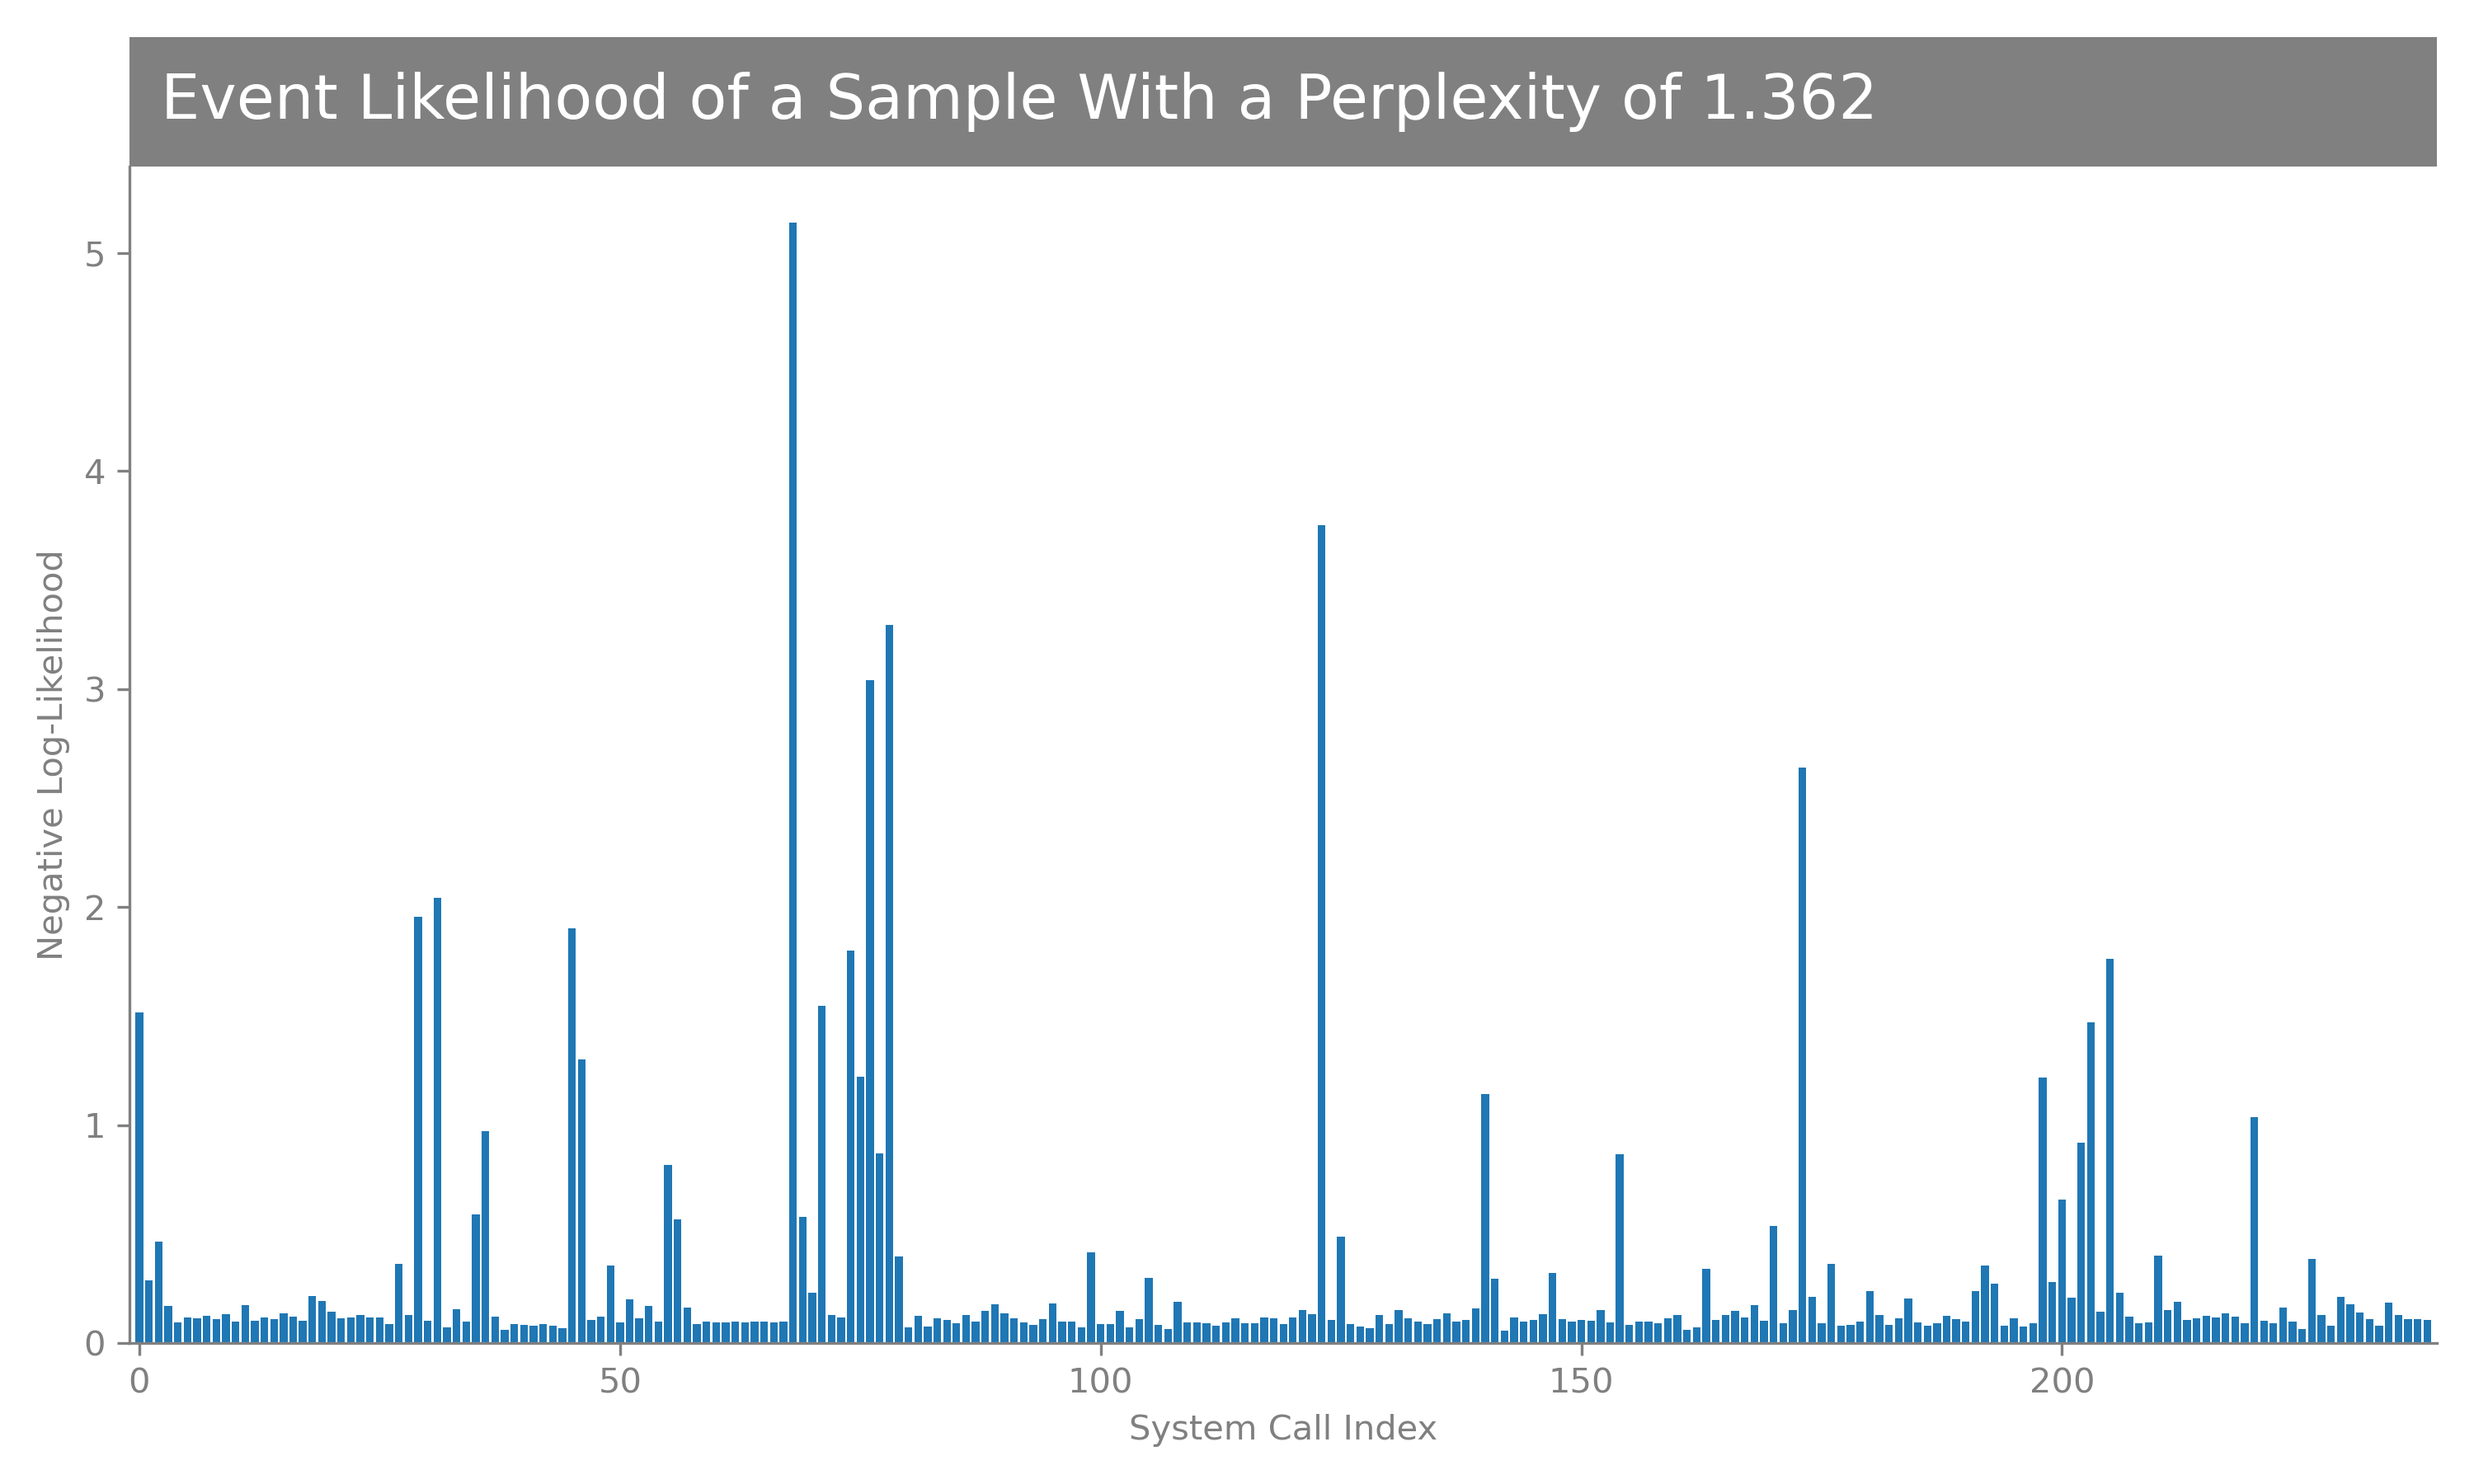 Event Likelihood of a Sample With a Perplexity of 1.362
Negative Log-Likelihood
5
4
3
2
1
0
0 50 100 150 200
System Call Index